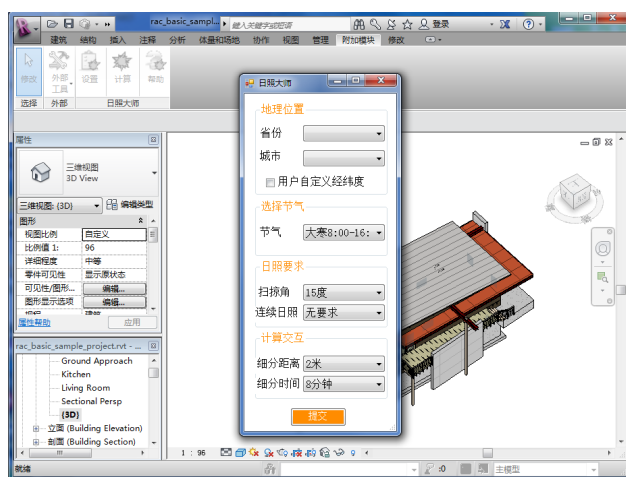 rac_basic_sampl...
键入关键字或短语
登录
建筑 结构 插入 注释 分析 体量和场地 协作 视图 管理 附加模块 修改
修改 外部工具 设置 计算 帮助
选择 外部 日照大师
属性
三维视图
3D View
三维视图: {3D} 编辑类型
图形
视图比例 自定义
比例值 1: 96
详细程度 中等
零件可见性 显示原状态
可见性/图形... 编辑...
图形显示选项 编辑...
规程 建筑
属性帮助 应用
rac_basic_sample_project.rvt - ...
Ground Approach
Kitchen
Living Room
Sectional Persp
{3D}
立面 (Building Elevation)
剖面 (Building Section)
日照大师
地理位置
省份
城市
用户自定义经纬度
选择节气
节气 大寒8:00-16:
日照要求
扫掠角 15度
连续日照 无要求
计算交互
细分距离 2米
细分时间 8分钟
提交
1 : 96
就绪
:0
主模型